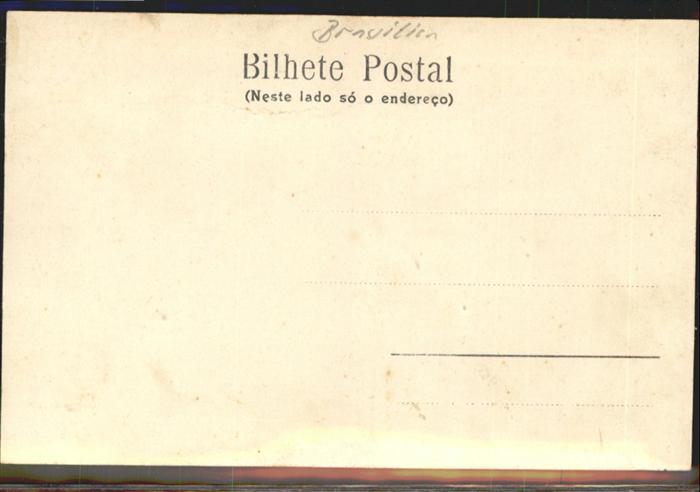 Brasilien
Bilhete Postal
(Neste lado só o endereço)